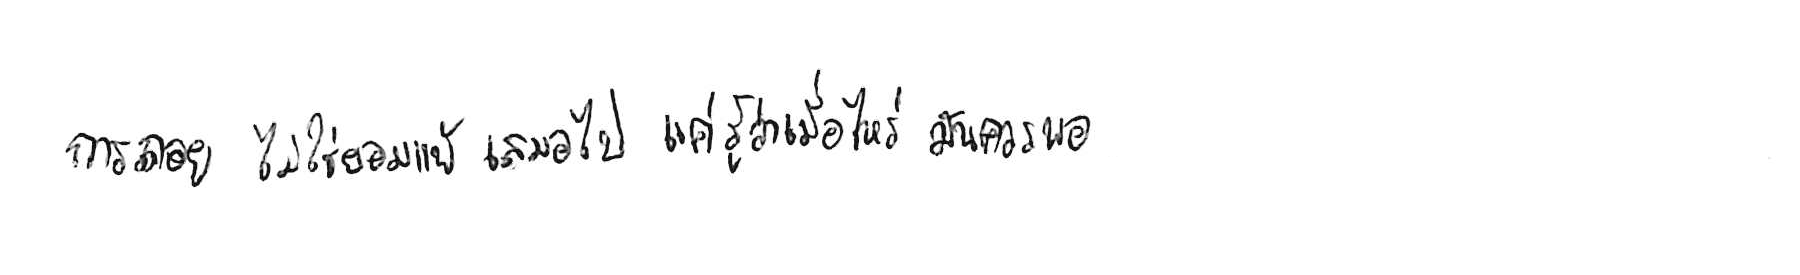 การถอย ไม่ใช่ยอมแพ้ เสมอไป แค่รู้ว่าเมื่อไหร่ มันควรพอ